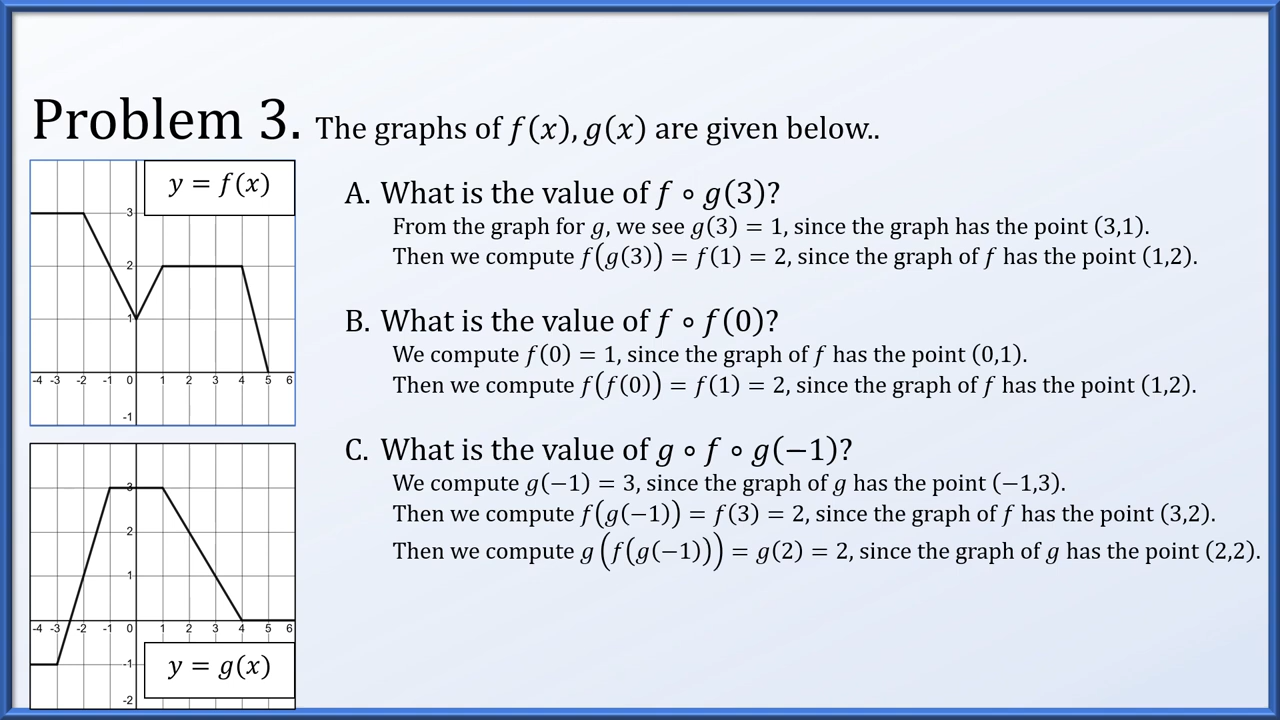 Problem 3. The graphs of f(x), g(x) are given below..
y = f(x)
3
2
1
-4 -3 -2 -1 0 1 2 3 4 5 6
-1
A. What is the value of f ∘ g(3)?
From the graph for g, we see g(3) = 1, since the graph has the point (3,1).
Then we compute f(g(3)) = f(1) = 2, since the graph of f has the point (1,2).
B. What is the value of f ∘ f(0)?
We compute f(0) = 1, since the graph of f has the point (0,1).
Then we compute f(f(0)) = f(1) = 2, since the graph of f has the point (1,2).
C. What is the value of g ∘ f ∘ g(−1)?
We compute g(−1) = 3, since the graph of g has the point (−1,3).
Then we compute f(g(−1)) = f(3) = 2, since the graph of f has the point (3,2).
Then we compute g(f(g(−1))) = g(2) = 2, since the graph of g has the point (2,2).
3
2
1
-4 -3 -2 -1 0 1 2 3 4 5 6
-1
y = g(x)
-2